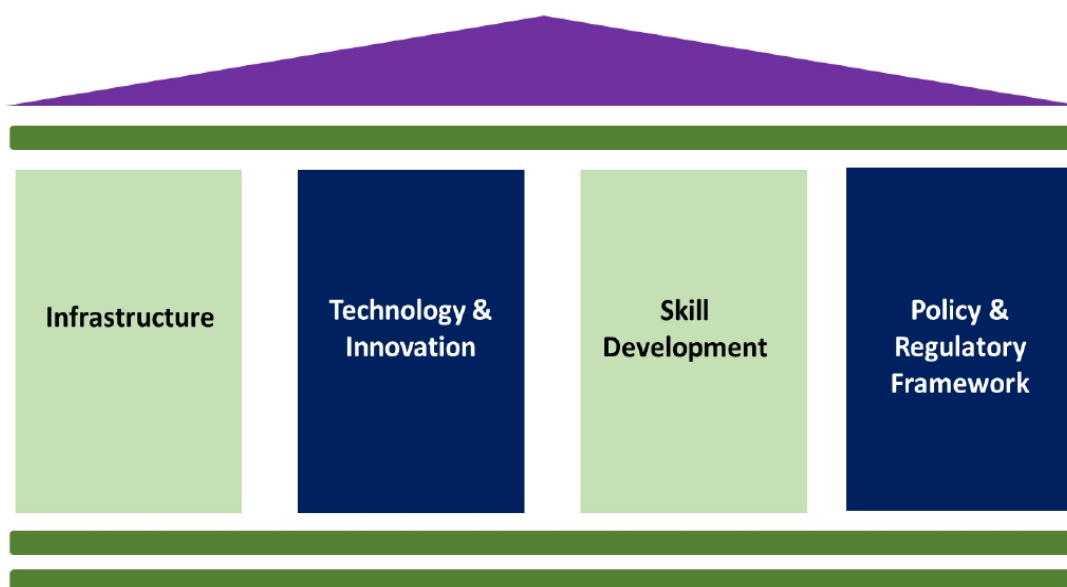 Infrastructure
Technology &
Innovation
Skill
Development
Policy &
Regulatory
Framework